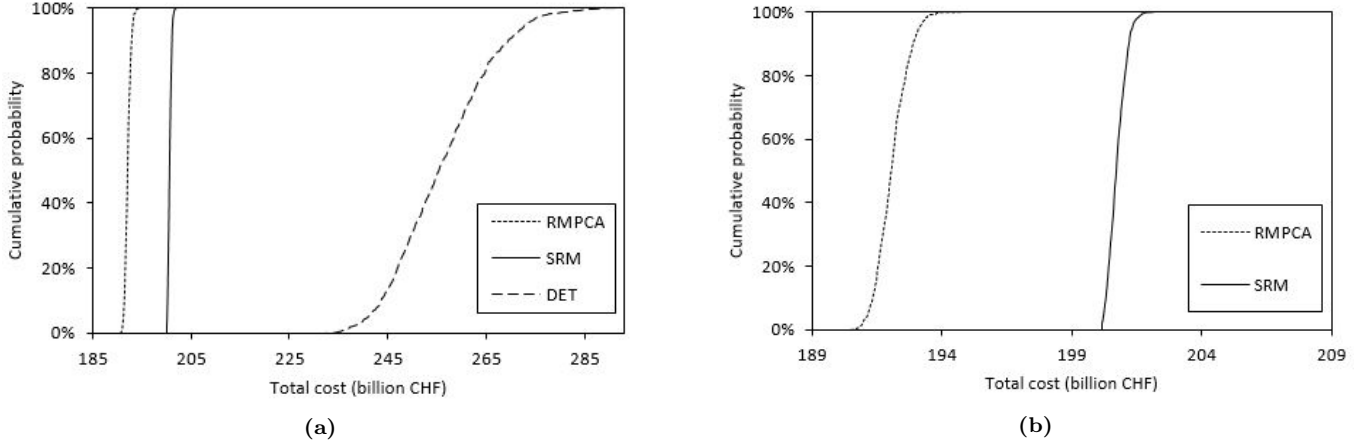 100%
80%
60%
40%
20%
0%
Cumulative probability
RMPCA
SRM
DET
185 205 225 245 265 285
Total cost (billion CHF)
(a)
100%
80%
60%
40%
20%
0%
Cumulative probability
RMPCA
SRM
189 194 199 204 209
Total cost (billion CHF)
(b)